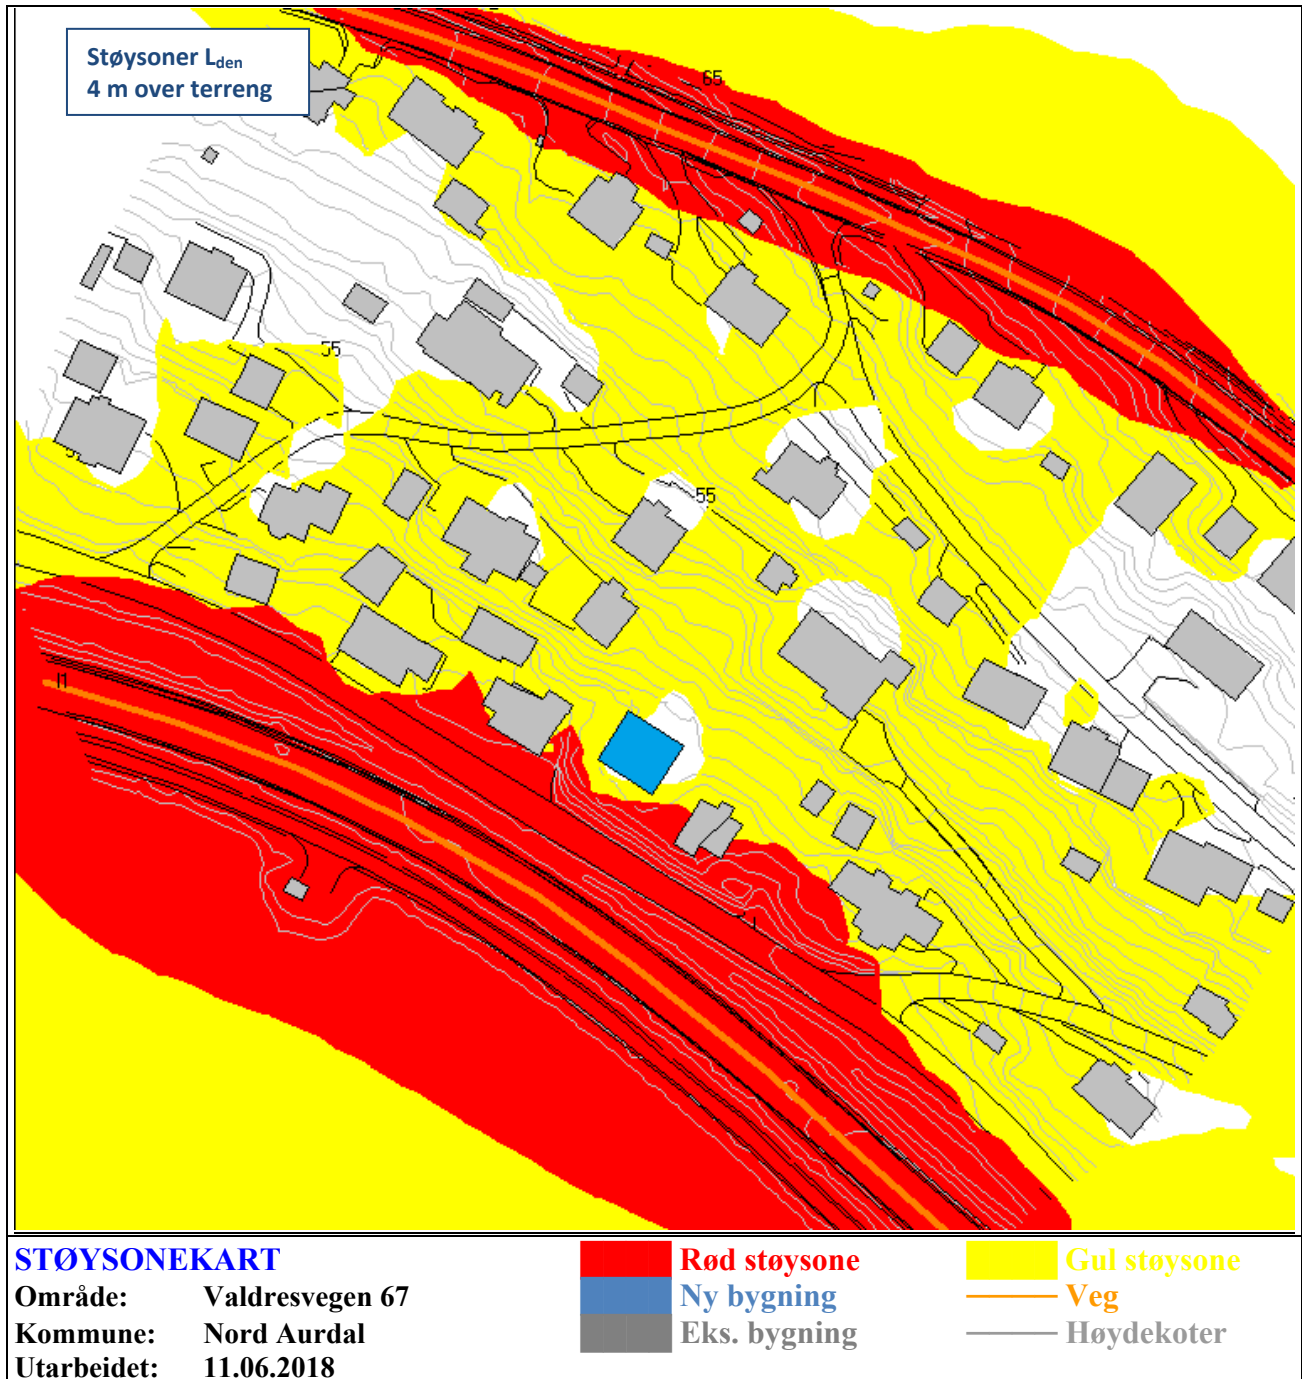 Støysoner Lden
4 m over terreng
65
55
55
STØYSONEKART
Område: Valdresvegen 67
Kommune: Nord Aurdal
Utarbeidet: 11.06.2018
Rød støysone
Ny bygning
Eks. bygning
Gul støysone
Veg
Høydekoter